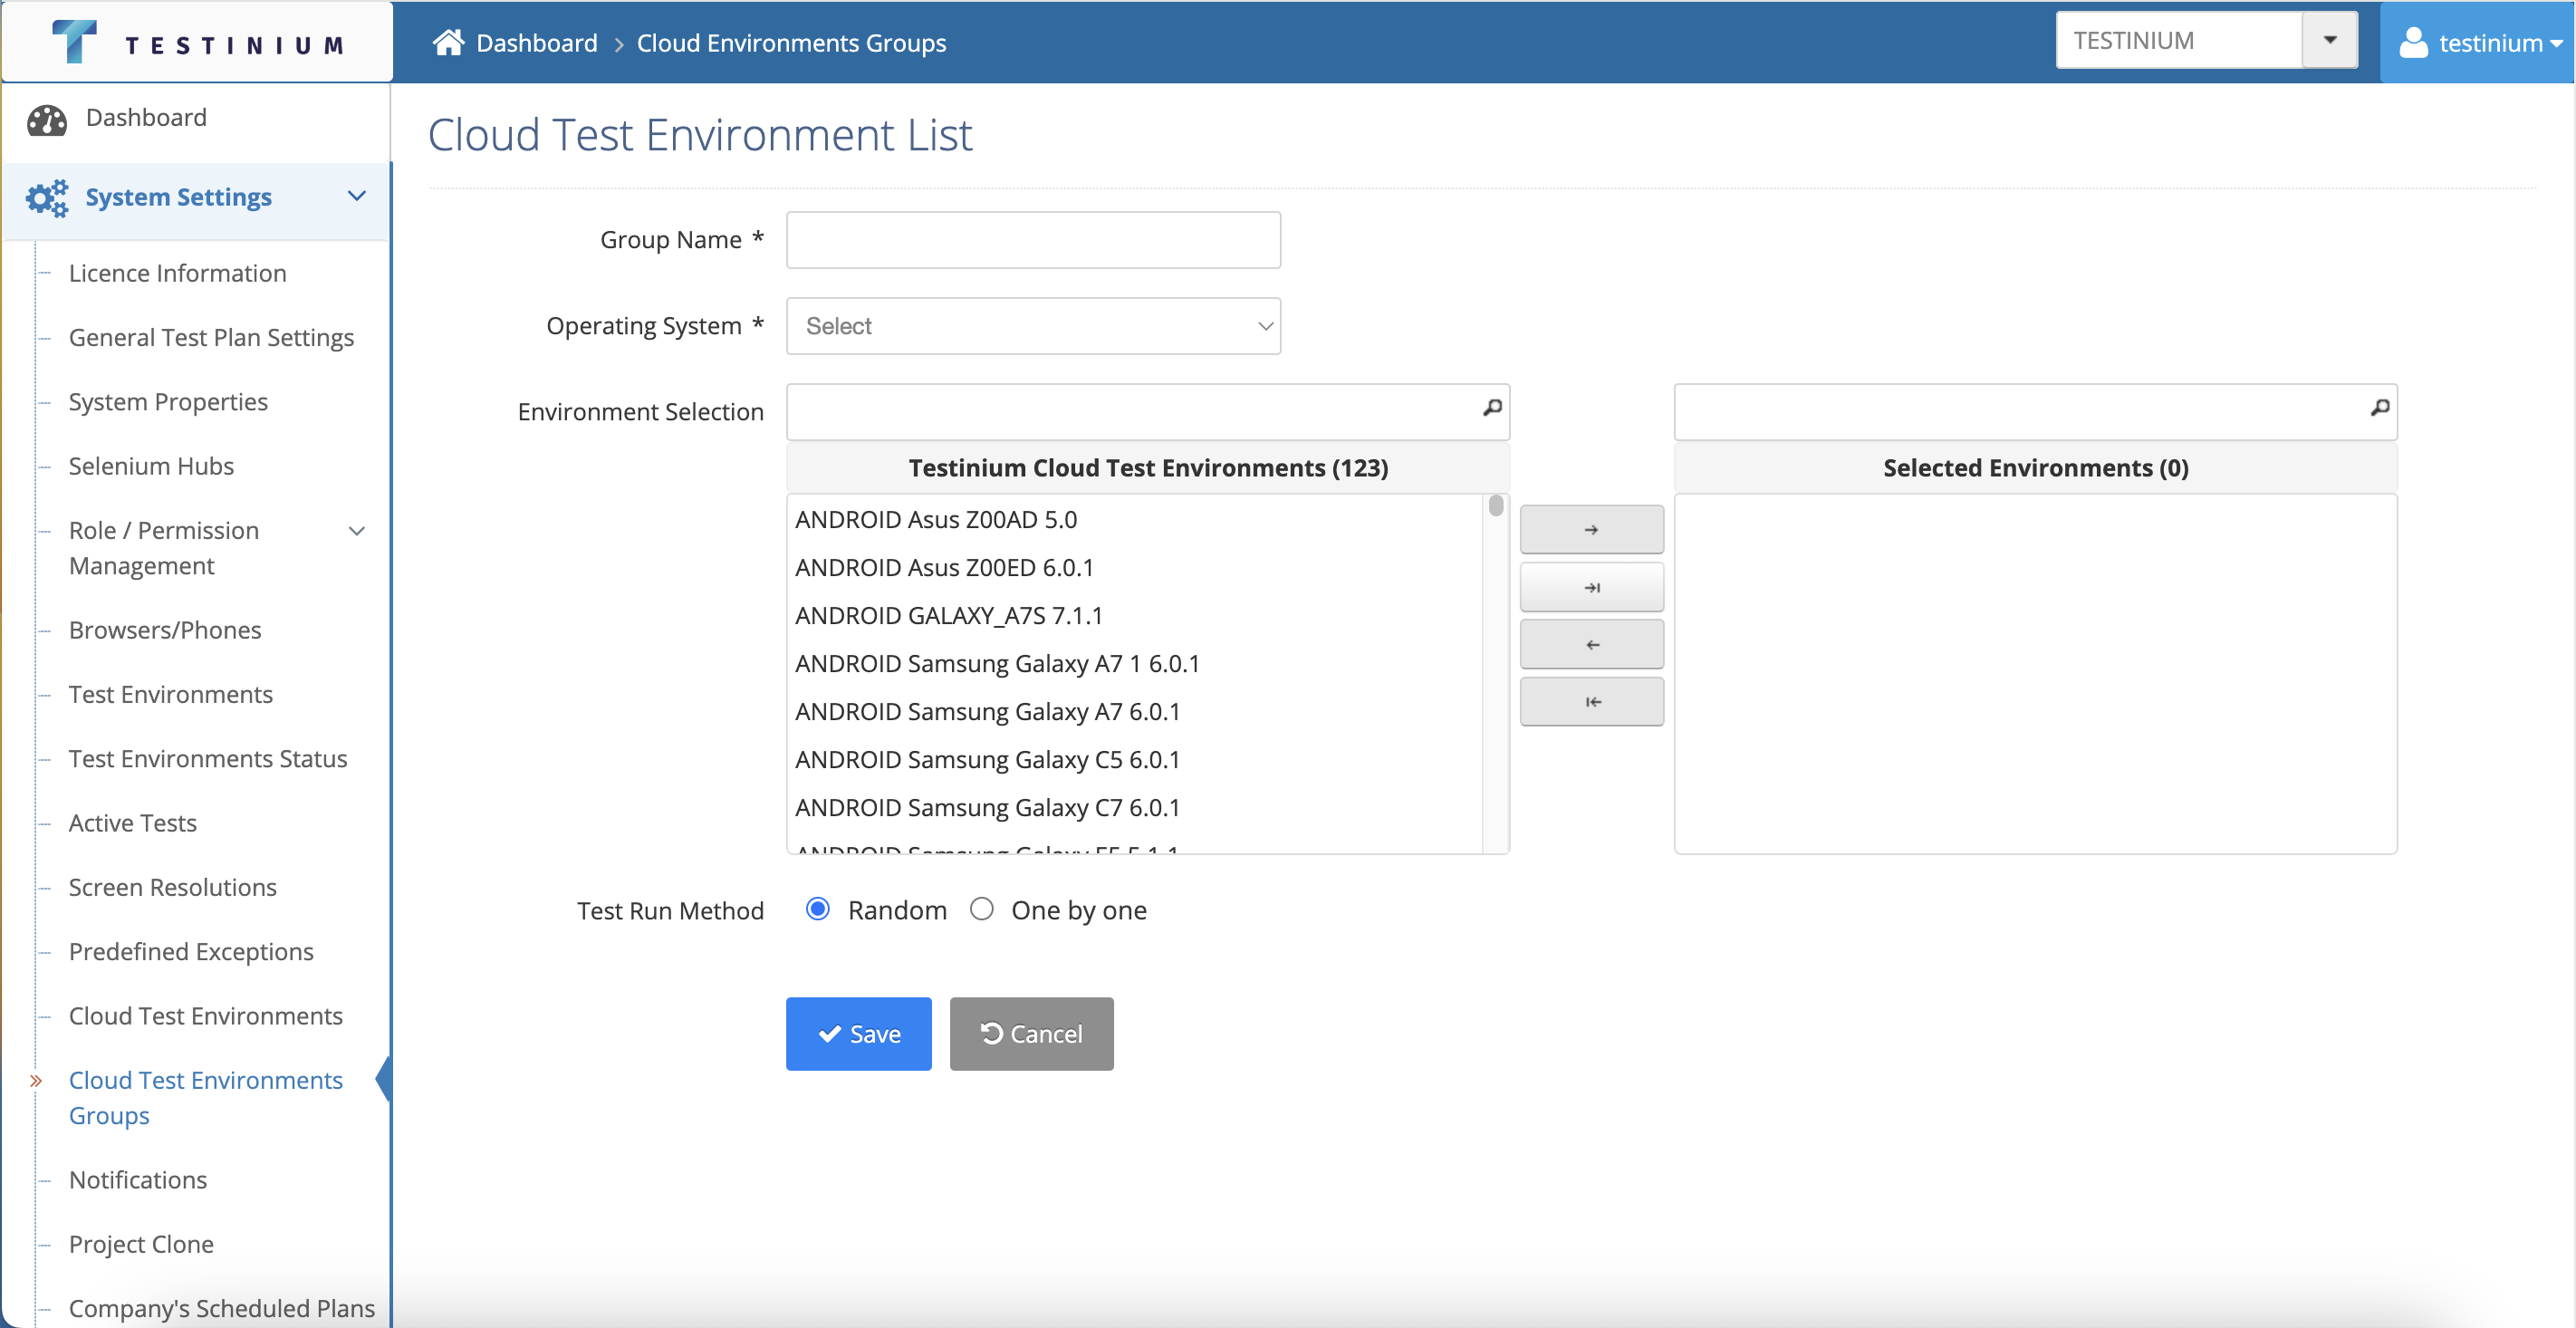 TESTINIUM
Dashboard
Cloud Environments Groups
TESTINIUM
testinium
Dashboard
System Settings
Licence Information
General Test Plan Settings
System Properties
Selenium Hubs
Role / Permission
Management
Browsers/Phones
Test Environments
Test Environments Status
Active Tests
Screen Resolutions
Predefined Exceptions
Cloud Test Environments
Cloud Test Environments
Groups
Notifications
Project Clone
Company's Scheduled Plans
Cloud Test Environment List
Group Name *
Operating System *
Select
Environment Selection
Testinium Cloud Test Environments (123)
ANDROID Asus Z00AD 5.0
ANDROID Asus Z00ED 6.0.1
ANDROID GALAXY_A7S 7.1.1
ANDROID Samsung Galaxy A7 1 6.0.1
ANDROID Samsung Galaxy A7 6.0.1
ANDROID Samsung Galaxy C5 6.0.1
ANDROID Samsung Galaxy C7 6.0.1
ANDROID Samsung Galaxy
Selected Environments (0)
Test Run Method
Random
One by one
Save
Cancel